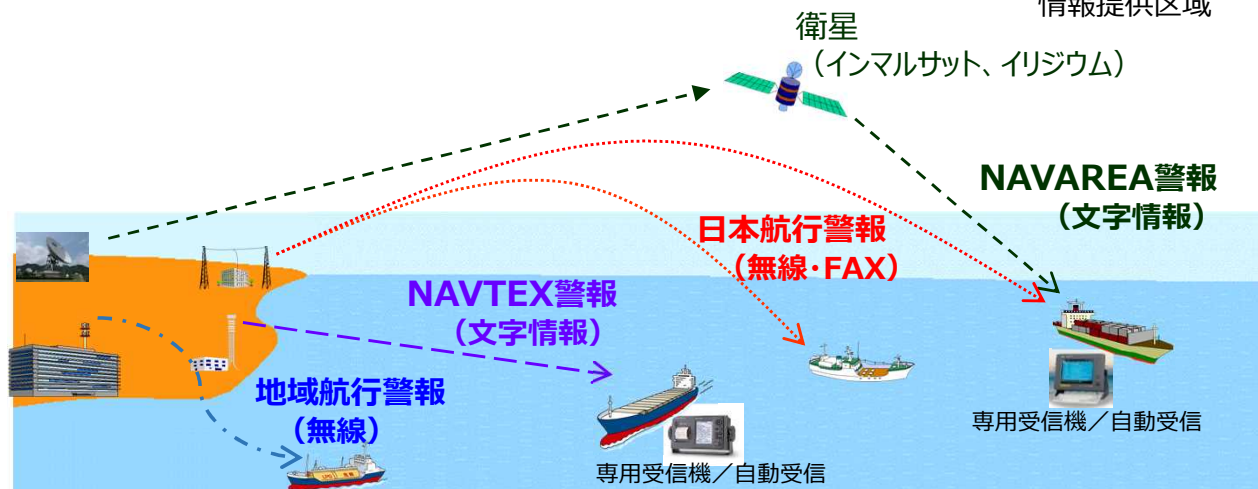 情報提供区域
衛星
（インマルサット、イリジウム）
NAVAREA警報
（文字情報）
日本航行警報
（無線・FAX）
NAVTEX警報
（文字情報）
地域航行警報
（無線）
専用受信機／自動受信
専用受信機／自動受信